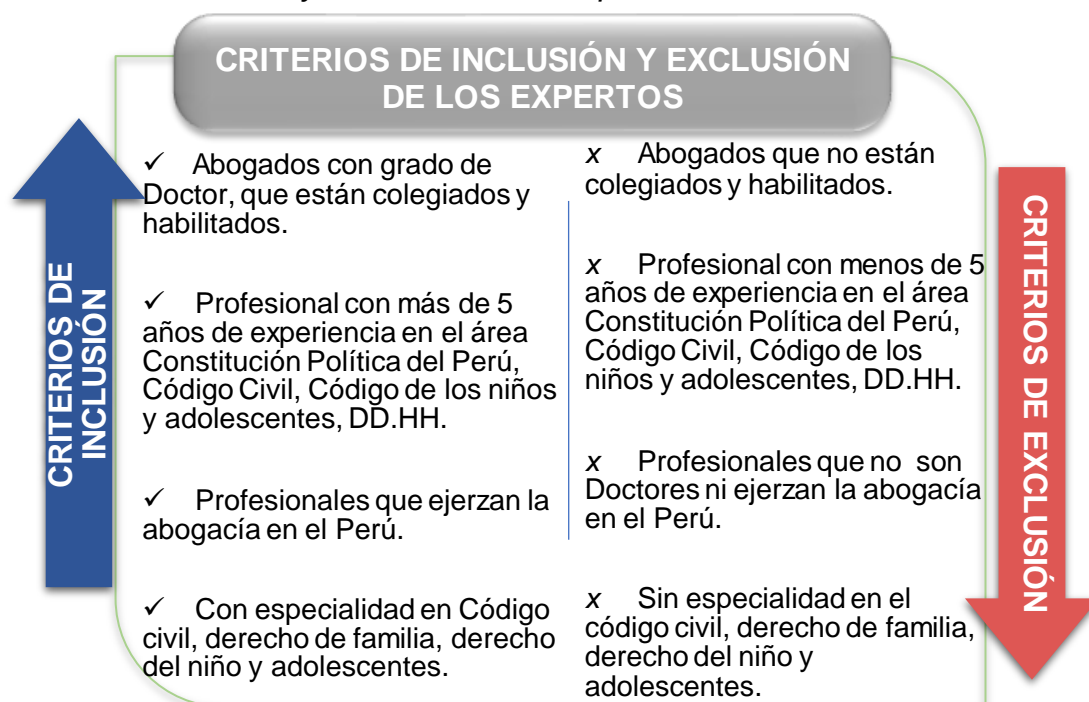 CRITERIOS DE INCLUSIÓN Y EXCLUSIÓN
DE LOS EXPERTOS
CRITERIOS DE
INCLUSIÓN
✓ Abogados con grado de
Doctor, que están colegiados y
habilitados.
✓ Profesional con más de 5
años de experiencia en el área
Constitución Política del Perú,
Código Civil, Código de los niños
y adolescentes, DD.HH.
✓ Profesionales que ejerzan la
abogacía en el Perú.
✓ Con especialidad en Código
civil, derecho de familia, derecho
del niño y adolescentes.
x Abogados que no están
colegiados y habilitados.
x Profesional con menos de 5
años de experiencia en el área
Constitución Política del Perú,
Código Civil, Código de los
niños y adolescentes, DD.HH.
x Profesionales que no son
Doctores ni ejerzan la abogacía
en el Perú.
x Sin especialidad en el
código civil, derecho de familia,
derecho del niño y
adolescentes.
CRITERIOS DE EXCLUSIÓN